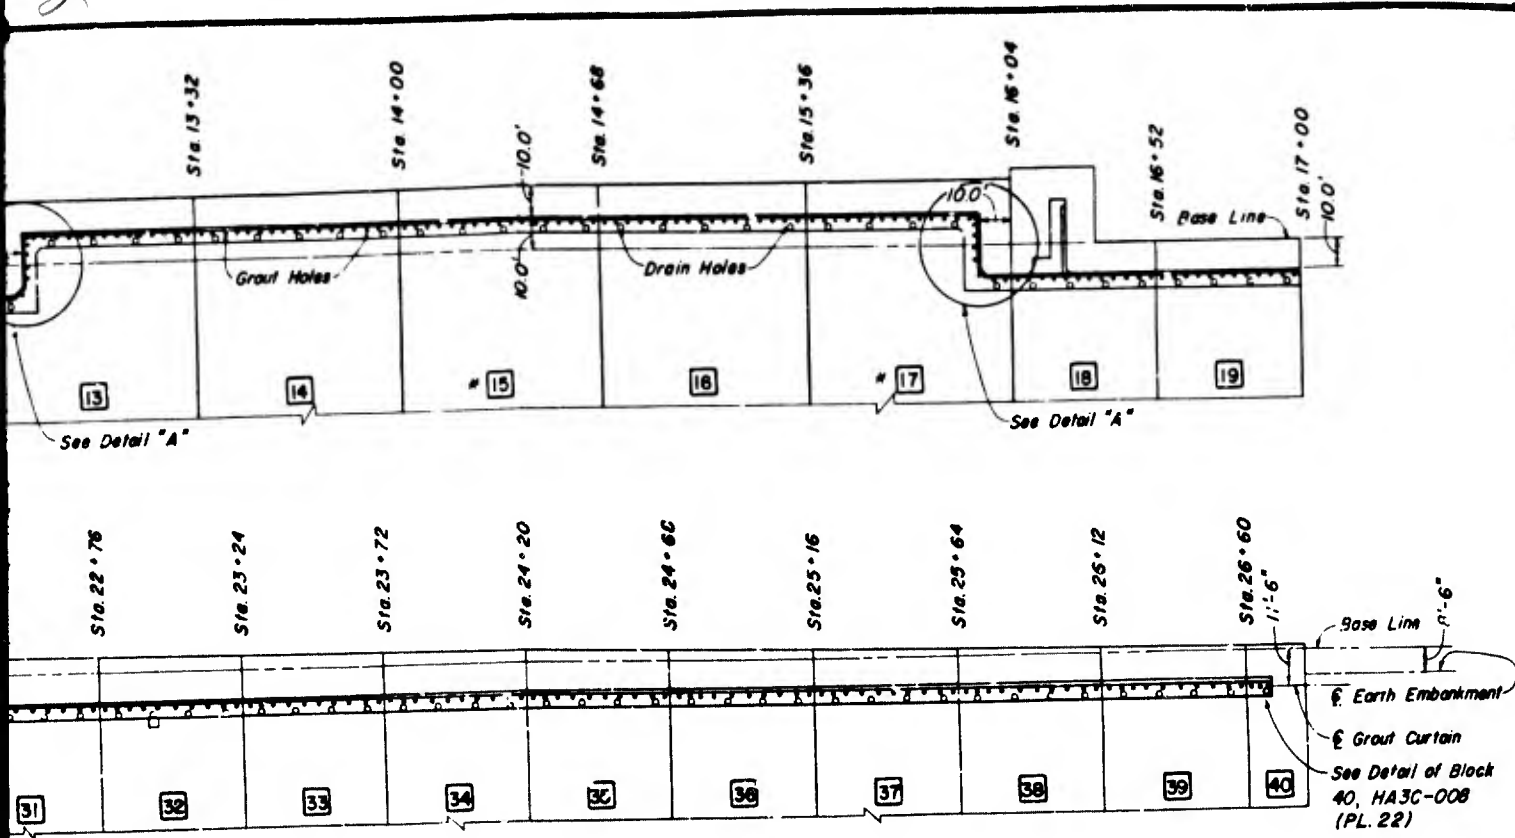 Sta. 13+32
Sta. 14+00
10.0'
Sta. 14+68
Sta. 15+36
Sta. 16+04
Sta. 16+52
Sta. 17+00
10.0'
10.0'
Base Line
Grout Holes
10.0'
Drain Holes
13
14
* 15
16
* 17
18
19
See Detail "A"
See Detail "A"
Sta. 22+76
Sta. 23+24
Sta. 23+72
Sta. 24+20
Sta. 25+16
Sta. 25+64
Sta. 26+12
Sta. 26+60
11'-6"
Base Line
℄ Earth Embankment
℄ Grout Curtain
See Detail of Block
40, HA3C-008
(PL. 22)
31
32
33
34
35
36
37
38
39
40